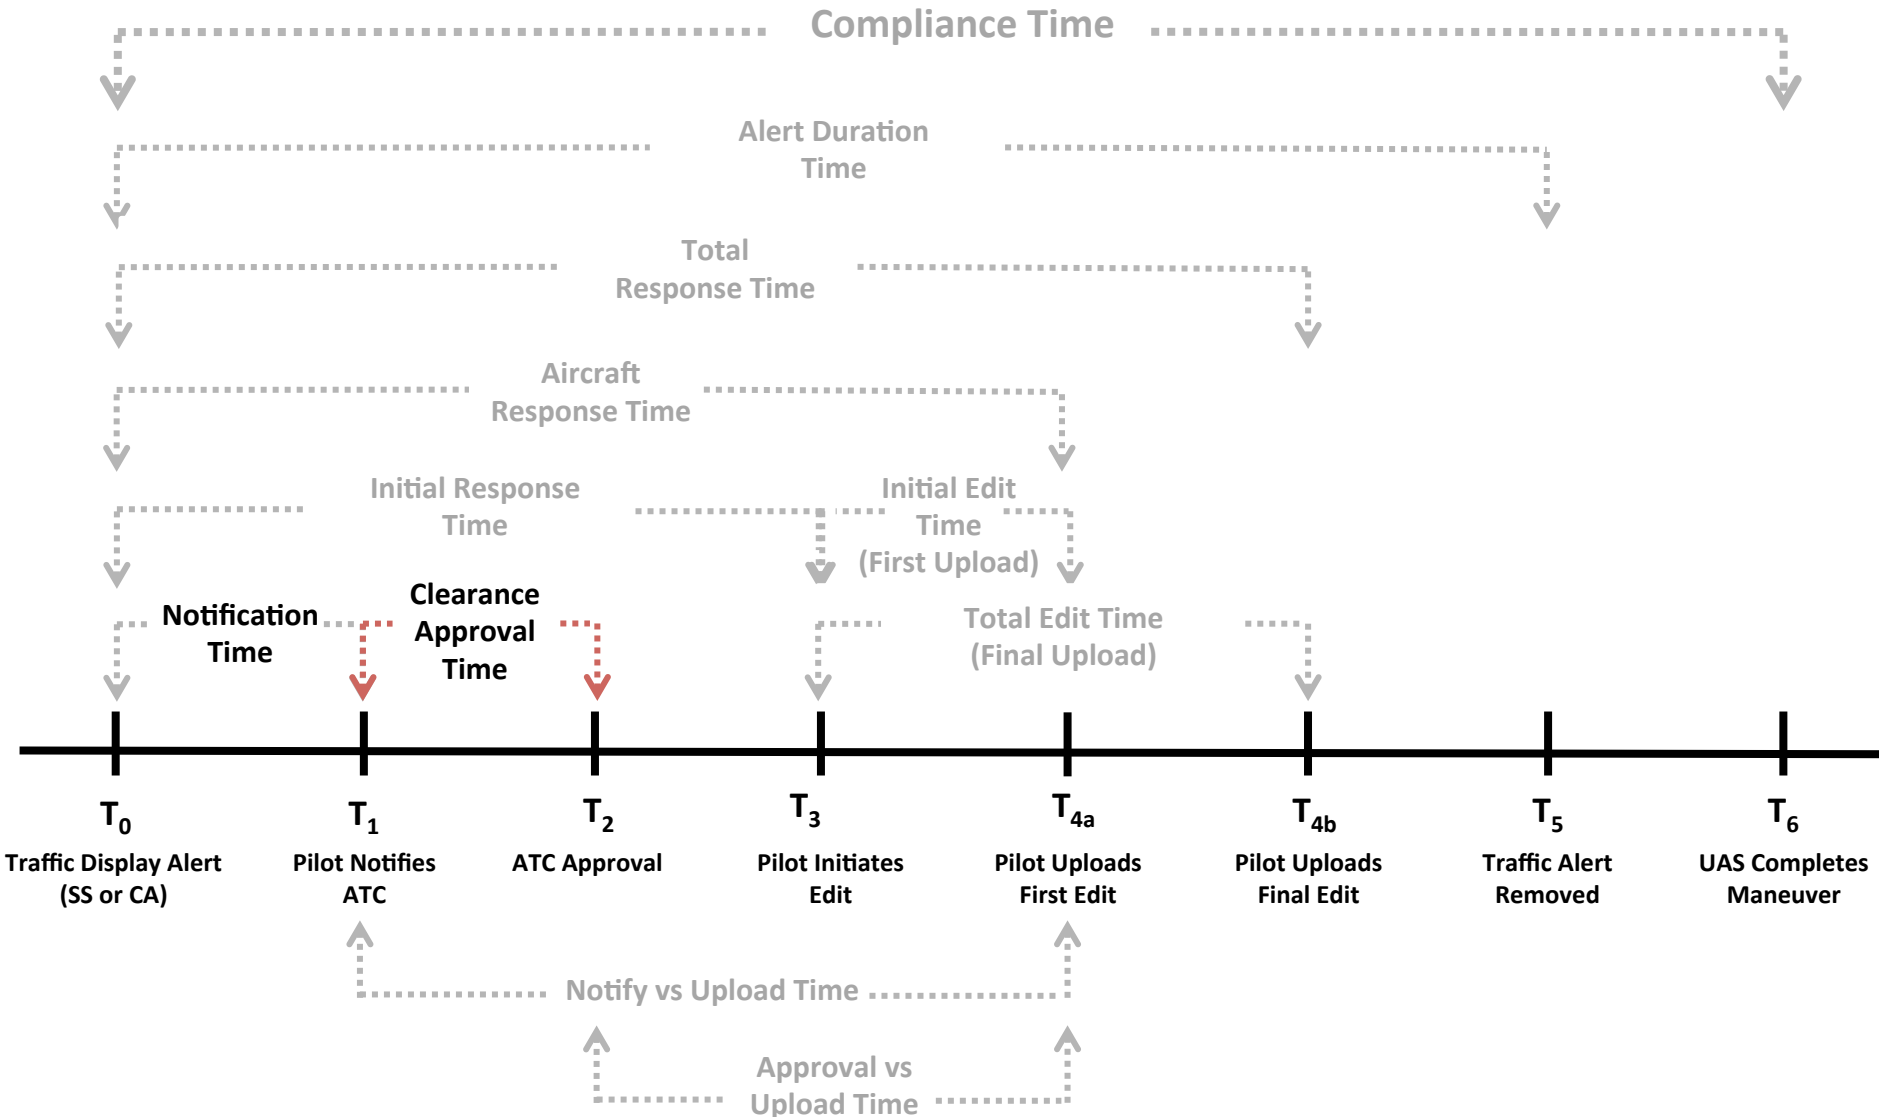 Compliance Time
Alert Duration
Time
Total
Response Time
Aircraft
Response Time
Initial Response
Time
Initial Edit
Time
(First Upload)
Notification
Time
Clearance
Approval
Time
Total Edit Time
(Final Upload)
T0
T1
T2
T3
T4a
T4b
T5
T6
Traffic Display Alert
(SS or CA)
Pilot Notifies
ATC
ATC Approval
Pilot Initiates
Edit
Pilot Uploads
First Edit
Pilot Uploads
Final Edit
Traffic Alert
Removed
UAS Completes
Maneuver
Notify vs Upload Time
Approval vs
Upload Time